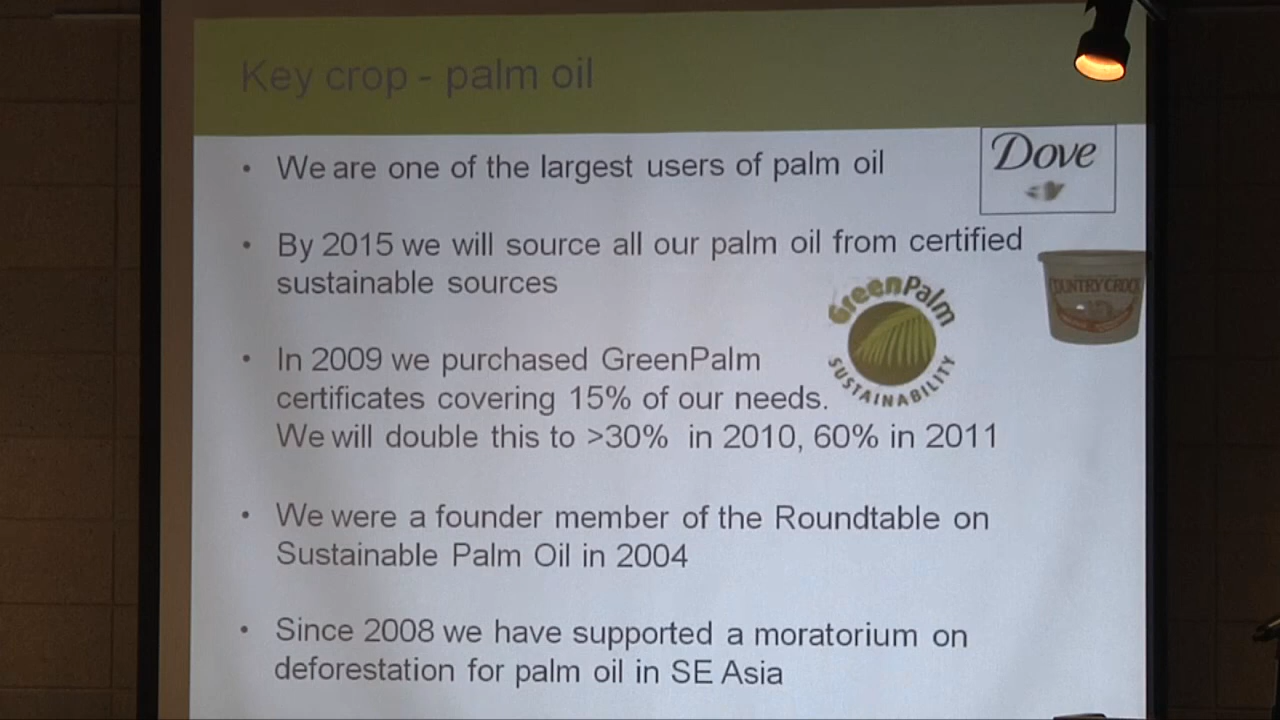 Key crop - palm oil
• We are one of the largest users of palm oil
Dove
• By 2015 we will source all our palm oil from certified
sustainable sources
GreenPalm
SUSTAINABILITY
COUNTRY CROCK
• In 2009 we purchased GreenPalm
certificates covering 15% of our needs.
We will double this to >30% in 2010, 60% in 2011
• We were a founder member of the Roundtable on
Sustainable Palm Oil in 2004
• Since 2008 we have supported a moratorium on
deforestation for palm oil in SE Asia